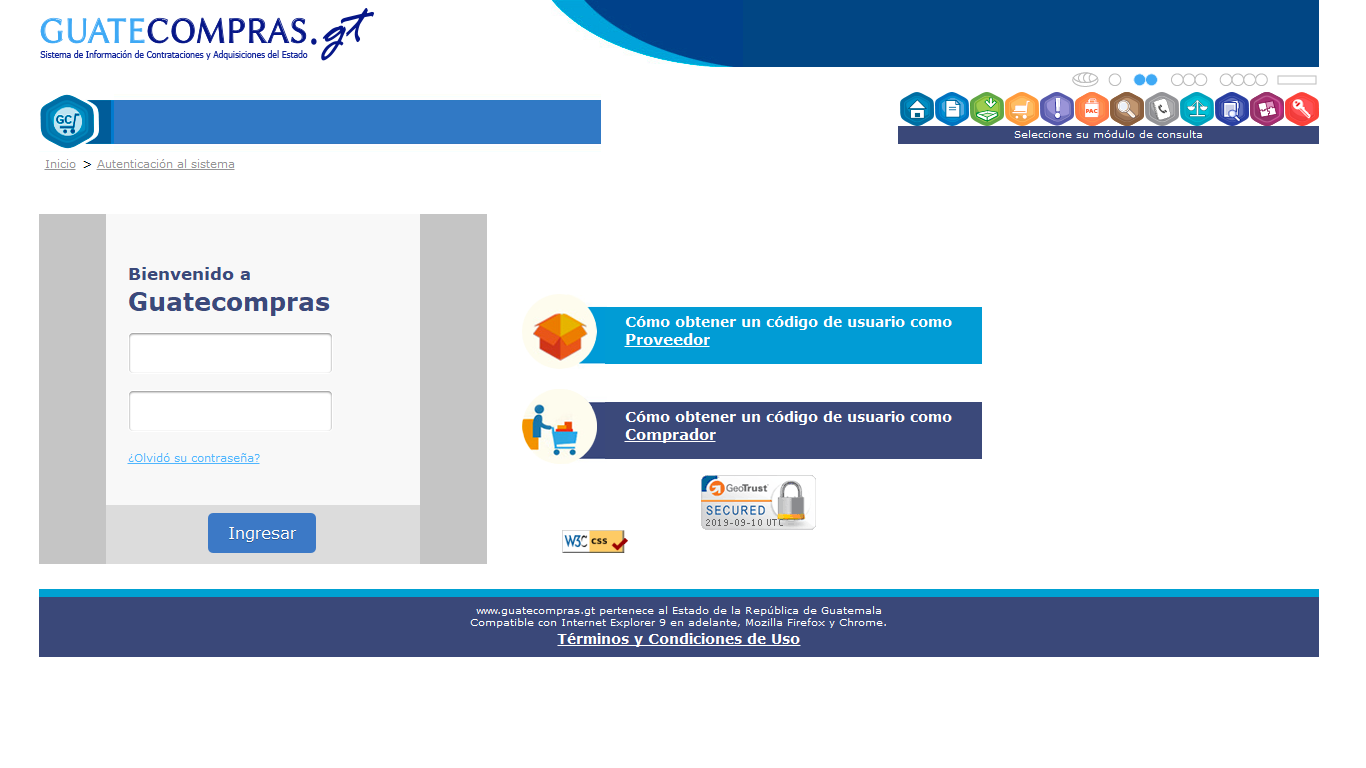 GUATECOMPRAS.gt
Sistema de Información de Contrataciones y Adquisiciones del Estado
GC
PAC
Seleccione su módulo de consulta
Inicio > Autenticación al sistema
Bienvenido a
Guatecompras
¿Olvidó su contraseña?
Ingresar
Cómo obtener un código de usuario como
Proveedor
Cómo obtener un código de usuario como
Comprador
GeoTrust
SECURED
2019-09-10 UTC
W3C css
www.guatecompras.gt pertenece al Estado de la República de Guatemala
Compatible con Internet Explorer 9 en adelante, Mozilla Firefox y Chrome.
Términos y Condiciones de Uso